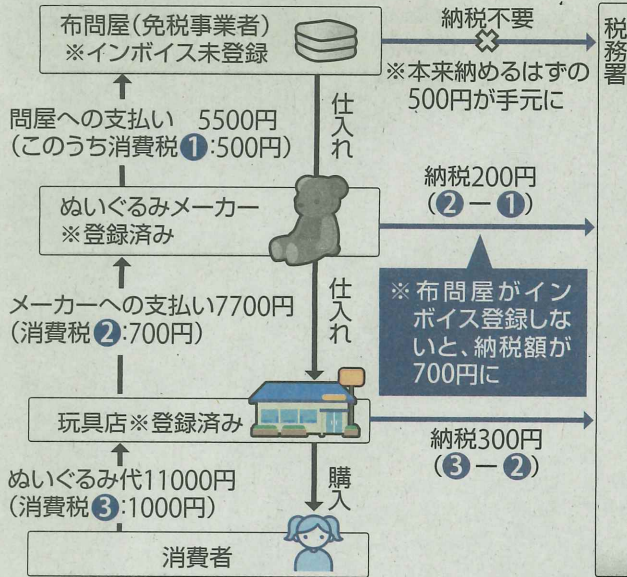 布問屋(免税事業者)
※インボイス未登録
納税不要
※本来納めるはずの
500円が手元に
税務署
問屋への支払い 5500円
(このうち消費税❶:500円)
仕入れ
ぬいぐるみメーカー
※登録済み
納税200円
(❷ー❶)
※布問屋がイン
ボイス登録しな
いと、納税額が
700円に
メーカーへの支払い7700円
(消費税❷:700円)
仕入れ
玩具店※登録済み
納税300円
(❸ー❷)
ぬいぐるみ代11000円
(消費税❸:1000円)
購入
消費者